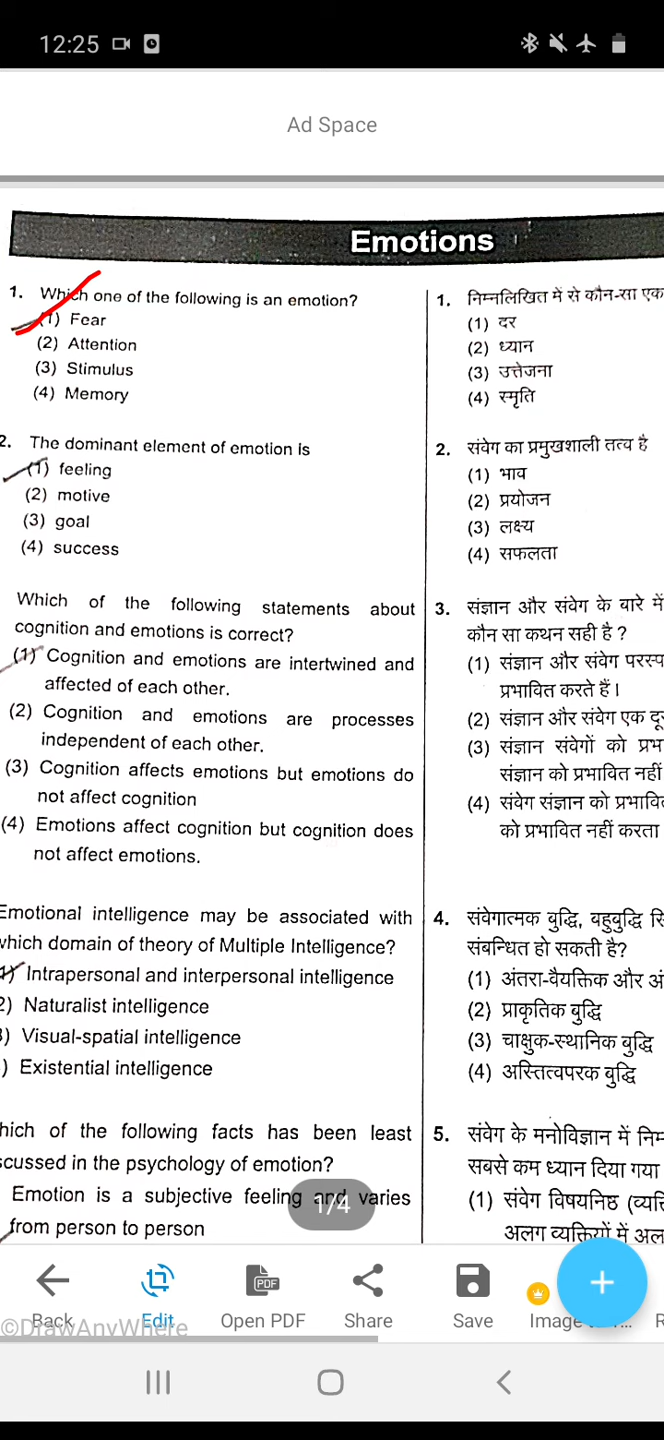 12:25
Ad Space
Emotions
1. Which one of the following is an emotion?
(1) Fear
(2) Attention
(3) Stimulus
(4) Memory
2. The dominant element of emotion is
(1) feeling
(2) motive
(3) goal
(4) success
Which of the following statements about
cognition and emotions is correct?
(1) Cognition and emotions are intertwined and
affected of each other.
(2) Cognition and emotions are processes
independent of each other.
(3) Cognition affects emotions but emotions do
not affect cognition
(4) Emotions affect cognition but cognition does
not affect emotions.
Emotional intelligence may be associated with
which domain of theory of Multiple Intelligence?
1) Intrapersonal and interpersonal intelligence
2) Naturalist intelligence
3) Visual-spatial intelligence
) Existential intelligence
hich of the following facts has been least
scussed in the psychology of emotion?
Emotion is a subjective feeling and varies
from person to person
1. निम्नलिखित में से कौन-सा एक
(1) दर
(2) ध्यान
(3) उत्तेजना
(4) स्मृति
2. संवेग का प्रमुखशाली तत्व है
(1) भाव
(2) प्रयोजन
(3) लक्ष्य
(4) सफलता
3. संज्ञान और संवेग के बारे में
कौन सा कथन सही है ?
(1) संज्ञान और संवेग परस्प
प्रभावित करते हैं।
(2) संज्ञान और संवेग एक दू
(3) संज्ञान संवेगों को प्रभ
संज्ञान को प्रभावित नहीं
(4) संवेग संज्ञान को प्रभावि
को प्रभावित नहीं करता
4. संवेगात्मक बुद्धि, बहुबुद्धि रि
संबन्धित हो सकती है?
(1) अंतरा-वैयक्तिक और अं
(2) प्राकृतिक बुद्धि
(3) चाक्षुक-स्थानिक बुद्धि
(4) अस्तित्वपरक बुद्धि
5. संवेग के मनोविज्ञान में निम
सबसे कम ध्यान दिया गया
(1) संवेग विषयनिष्ठ (व्यक्ति
अलग व्यक्तियों में अल
1/4
Back Edit Open PDF Share Save Image
©DrawAnyWhere